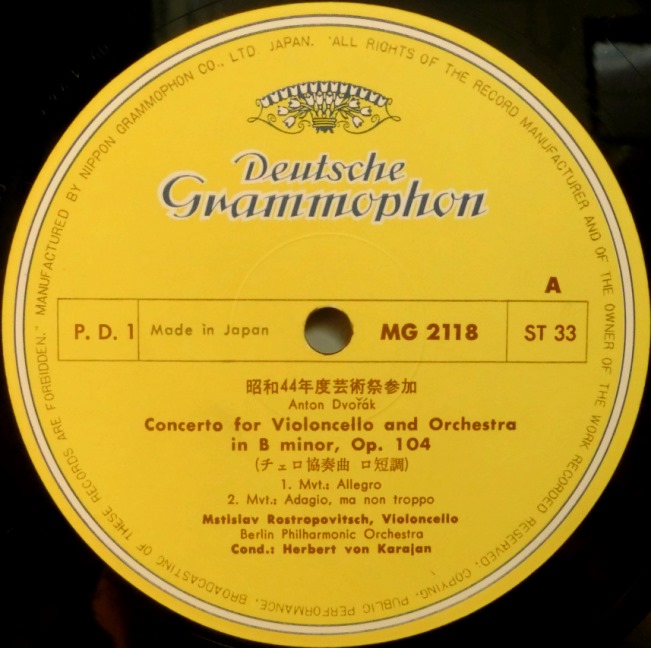 MANUFACTURED BY NIPPON GRAMMOPHON CO., LTD JAPAN. "ALL RIGHTS OF THE RECORD MANUFACTURER AND OF THE OWNER OF THE WORK RECORDED RESERVED. COPYING, PUBLIC PERFORMANCE, BROADCASTING OF THESE RECORDS ARE FORBIDDEN."
Deutsche
Grammophon
A
P. D. 1 Made in Japan MG 2118 ST 33
昭和44年度芸術祭参加
Anton Dvořák
Concerto for Violoncello and Orchestra
in B minor, Op. 104
(チェロ協奏曲 ロ短調)
1. Mvt.: Allegro
2. Mvt.: Adagio, ma non troppo
Mstislav Rostropovitsch, Violoncello
Berlin Philharmonic Orchestra
Cond.: Herbert von Karajan